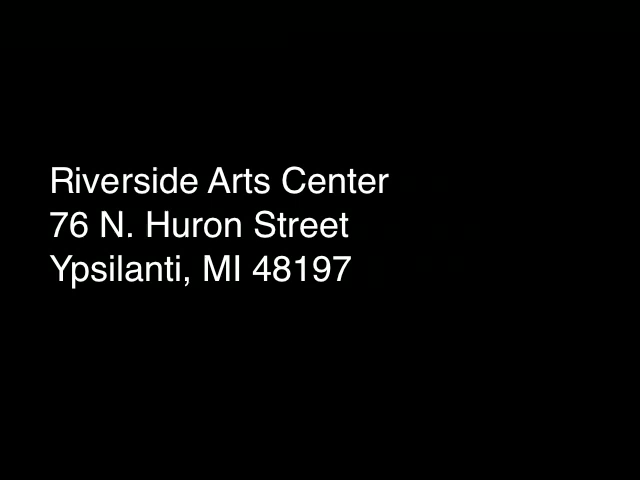 Riverside Arts Center
76 N. Huron Street
Ypsilanti, MI 48197